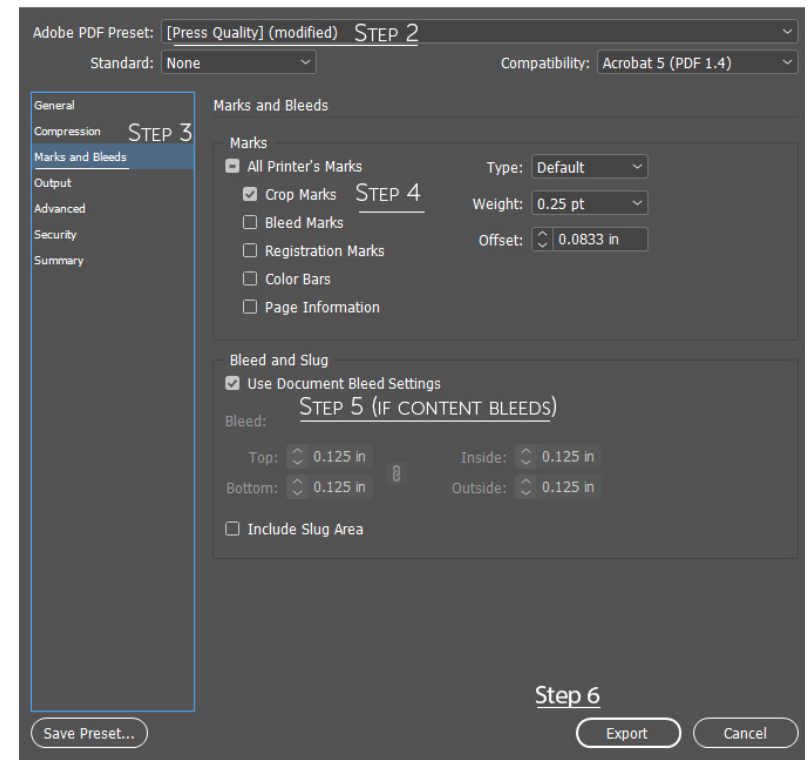 Adobe PDF Preset: [Press Quality] (modified) STEP 2
Standard: None Compatibility: Acrobat 5 (PDF 1.4)
General
Compression STEP 3
Marks and Bleeds
Output
Advanced
Security
Summary
Marks and Bleeds
Marks
All Printer's Marks Type: Default
Crop Marks STEP 4 Weight: 0.25 pt
Bleed Marks
Registration Marks Offset: 0.0833 in
Color Bars
Page Information
Bleed and Slug
Use Document Bleed Settings
STEP 5 (IF CONTENT BLEEDS)
Bleed:
Top: 0.125 in Inside: 0.125 in
Bottom: 0.125 in Outside: 0.125 in
Include Slug Area
Step 6
Save Preset... Export Cancel